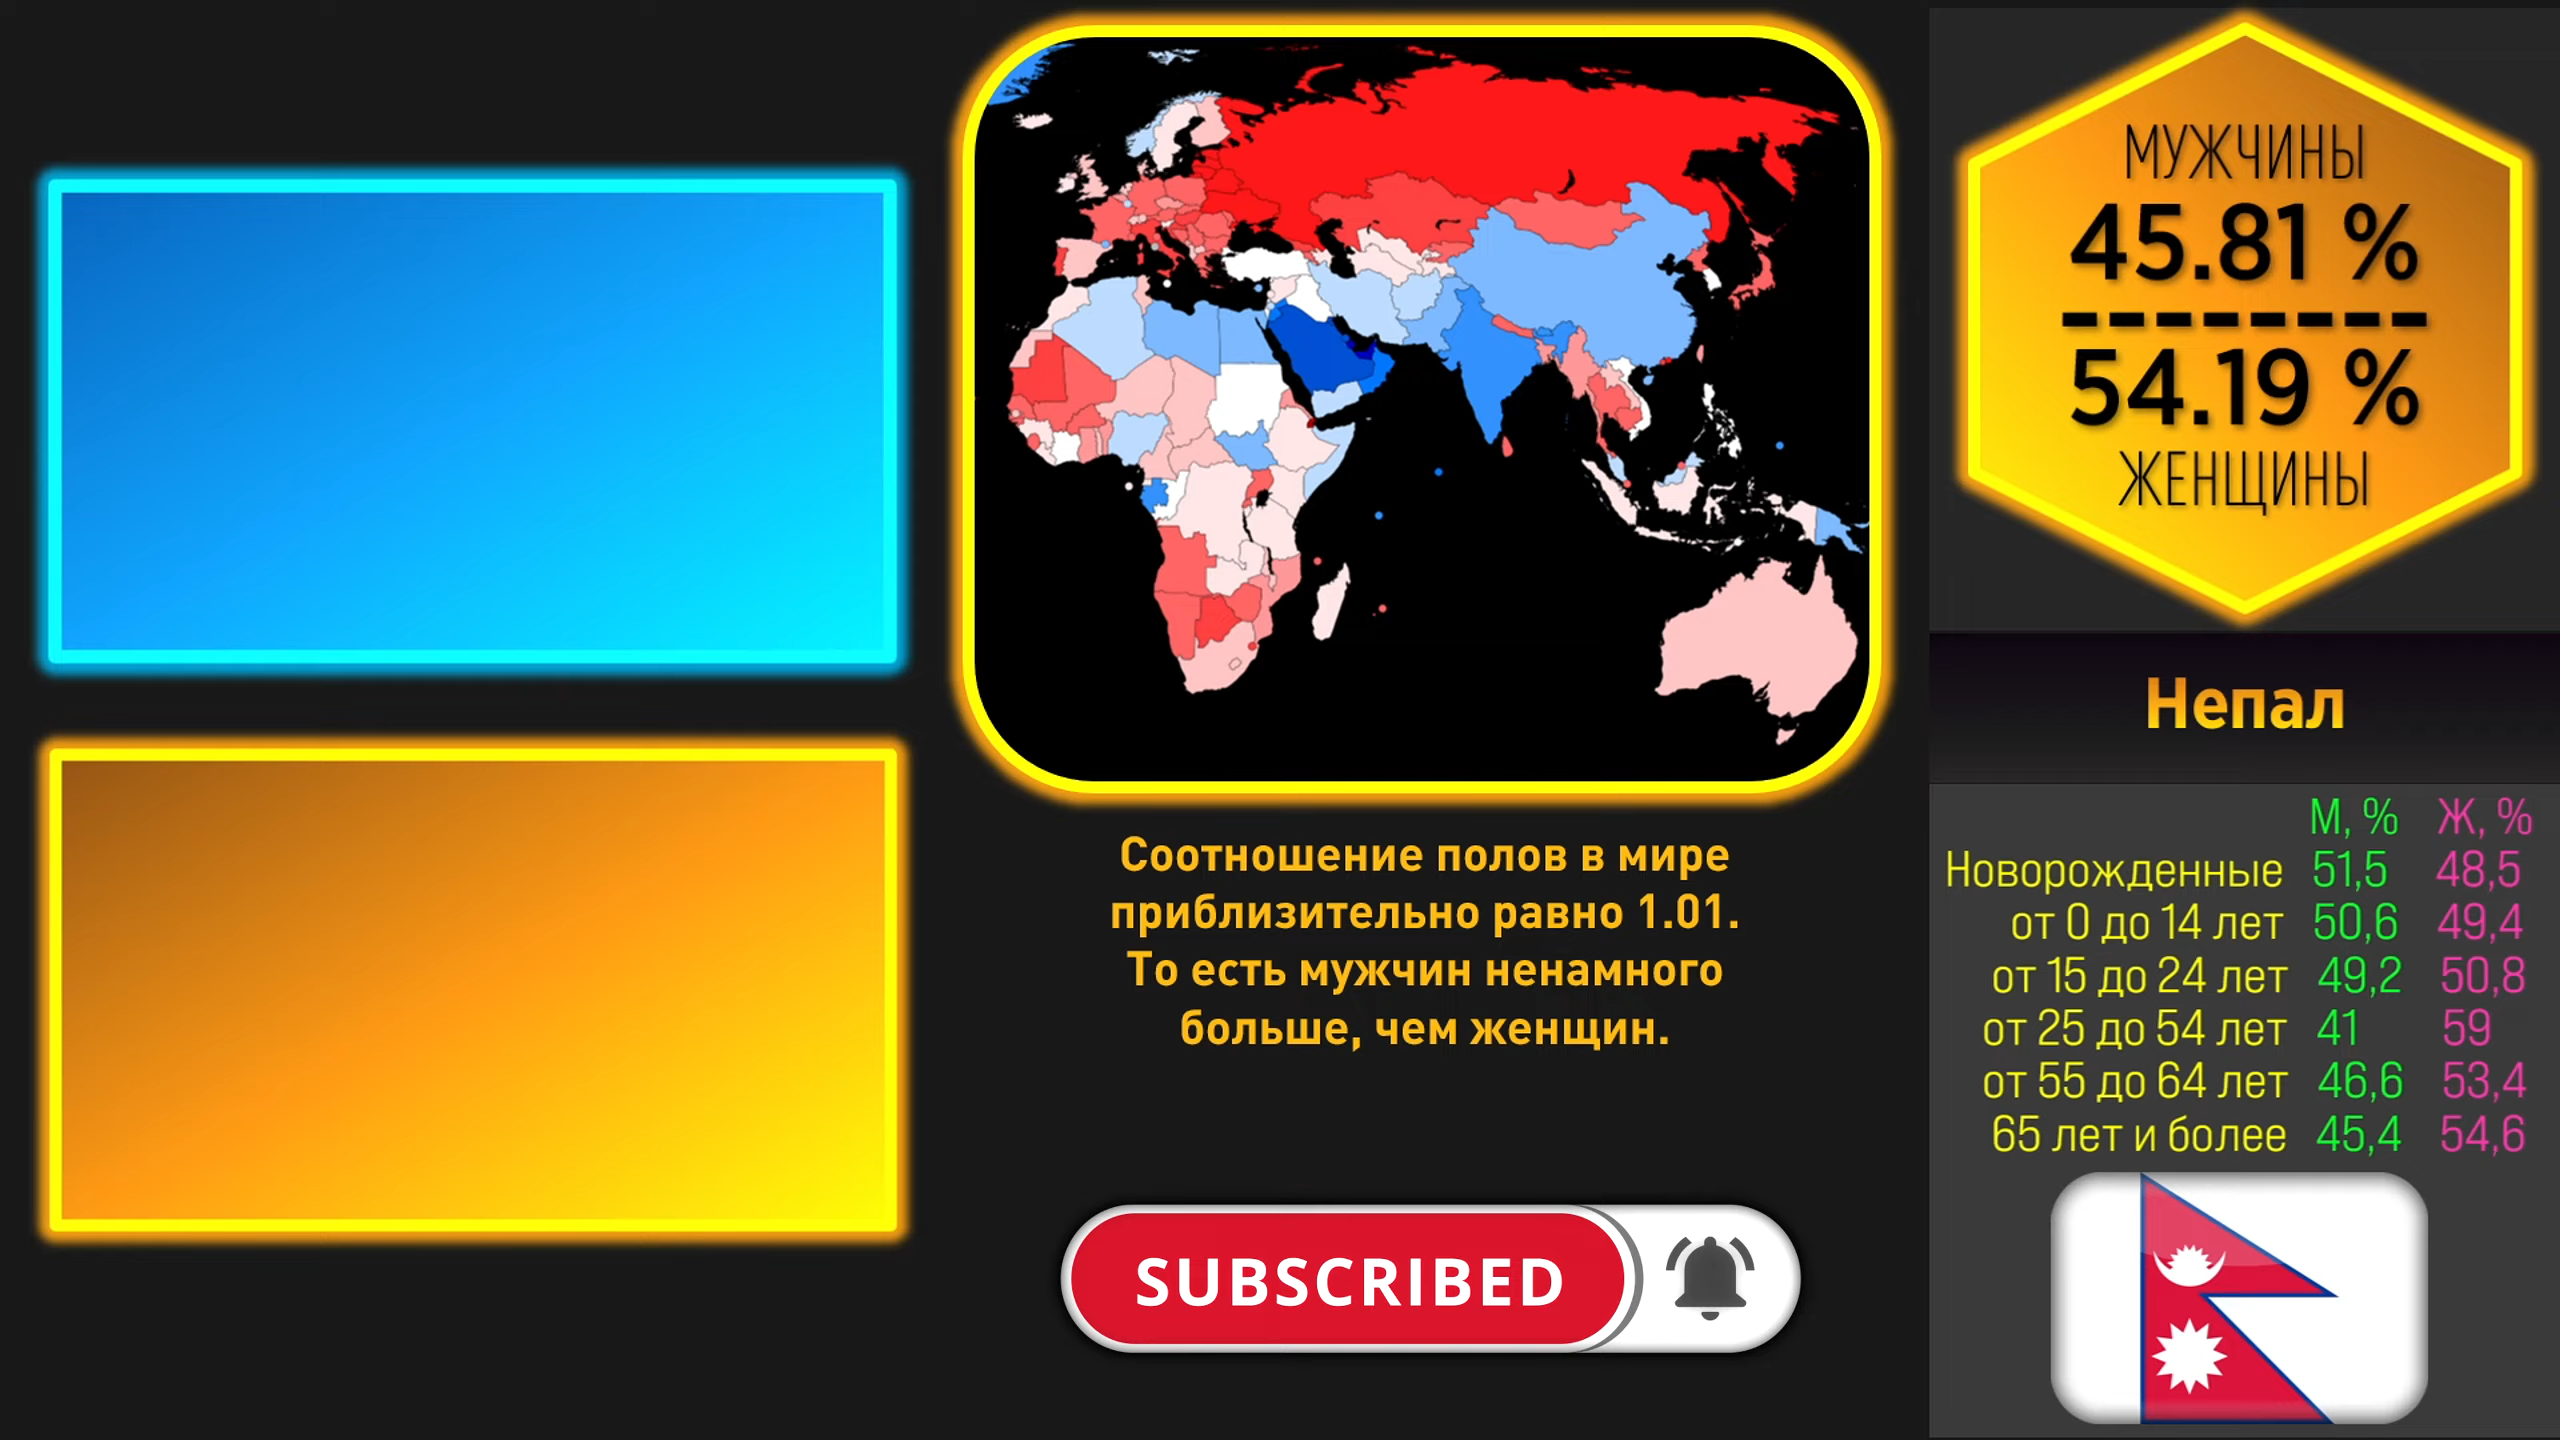 Соотношение полов в мире
приблизительно равно 1.01.
То есть мужчин ненамного
больше, чем женщин.
SUBSCRIBED
МУЖЧИНЫ
45.81 %
--------
54.19 %
ЖЕНЩИНЫ
Непал
М, % Ж, %
Новорожденные 51,5 48,5
от 0 до 14 лет 50,6 49,4
от 15 до 24 лет 49,2 50,8
от 25 до 54 лет 41 59
от 55 до 64 лет 46,6 53,4
65 лет и более 45,4 54,6